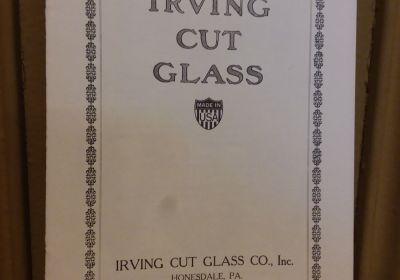 IRVING
CUT
GLASS
MADE IN
USA
IRVING CUT GLASS CO., Inc.
HONESDALE, PA.